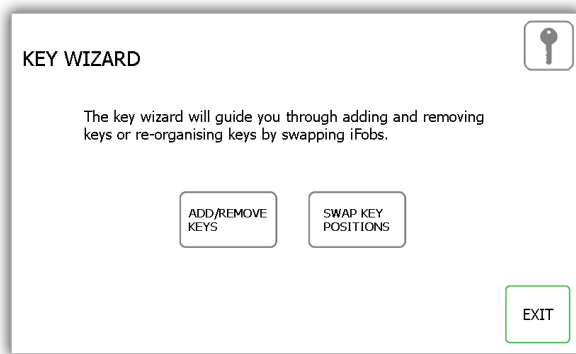 KEY WIZARD
The key wizard will guide you through adding and removing
keys or re-organising keys by swapping iFobs.
ADD/REMOVE
KEYS
SWAP KEY
POSITIONS
EXIT